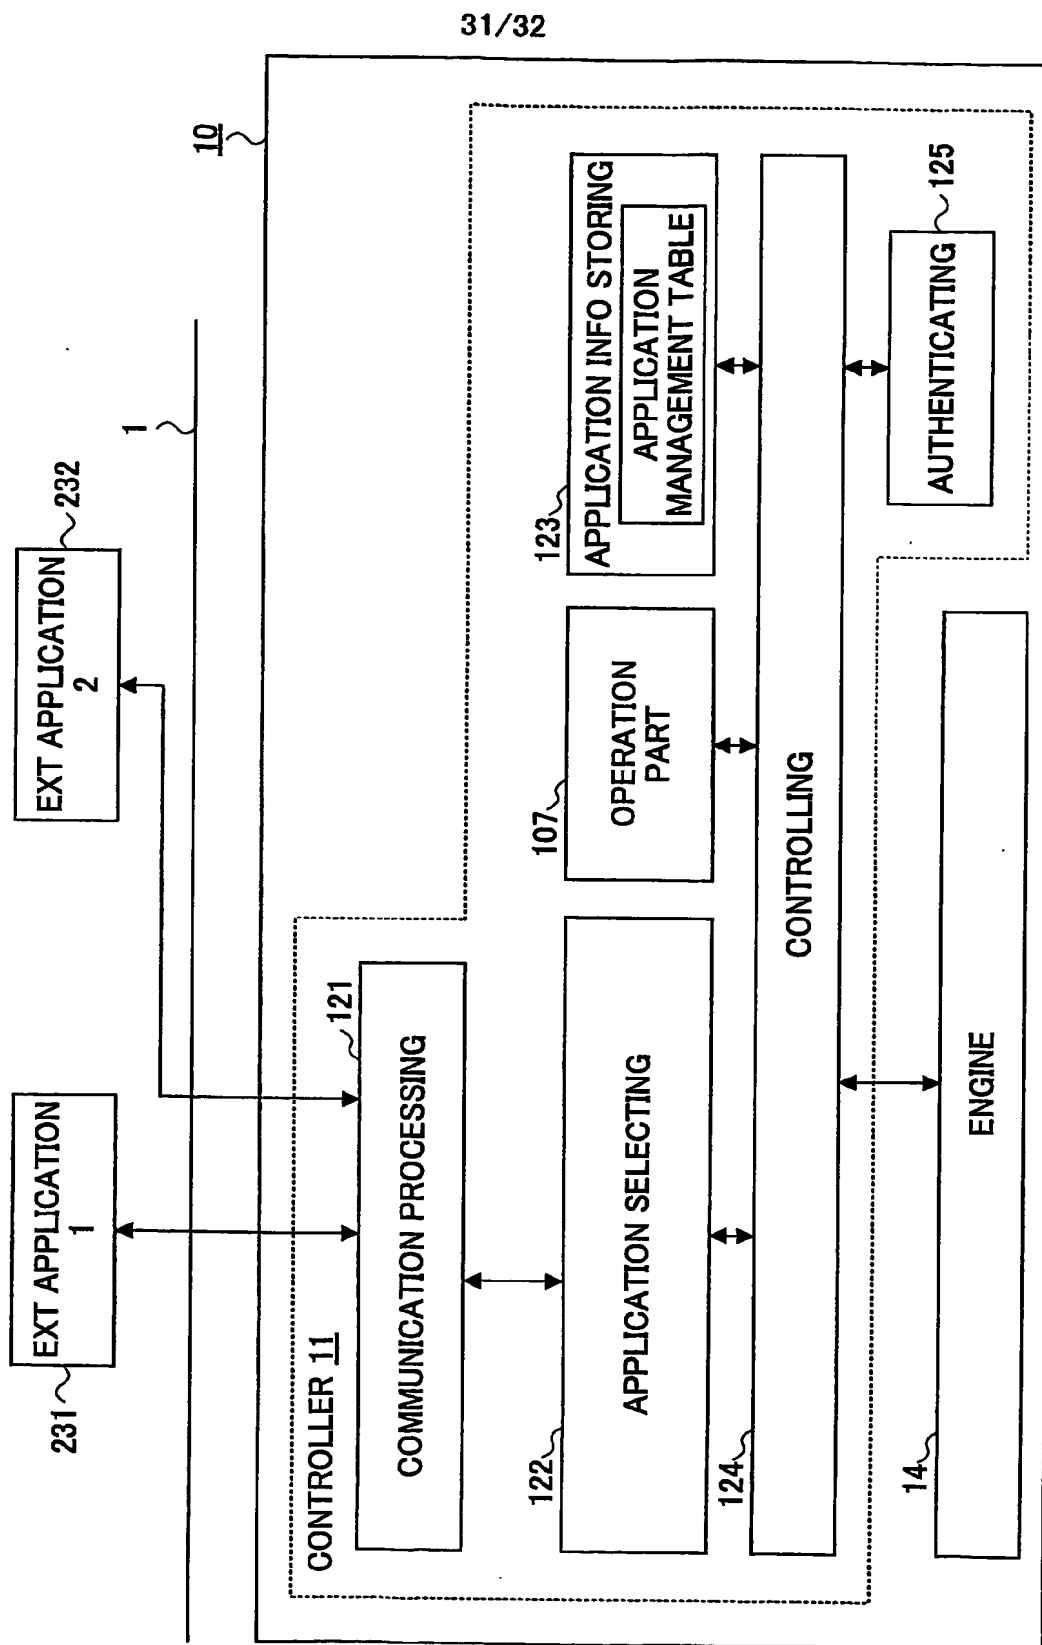 31/32
EXT APPLICATION
1
231
EXT APPLICATION
2
232
1
10
CONTROLLER 11
COMMUNICATION PROCESSING
121
APPLICATION SELECTING
122
OPERATION
PART
107
APPLICATION INFO STORING
APPLICATION
MANAGEMENT TABLE
123
CONTROLLING
124
AUTHENTICATING
125
ENGINE
14